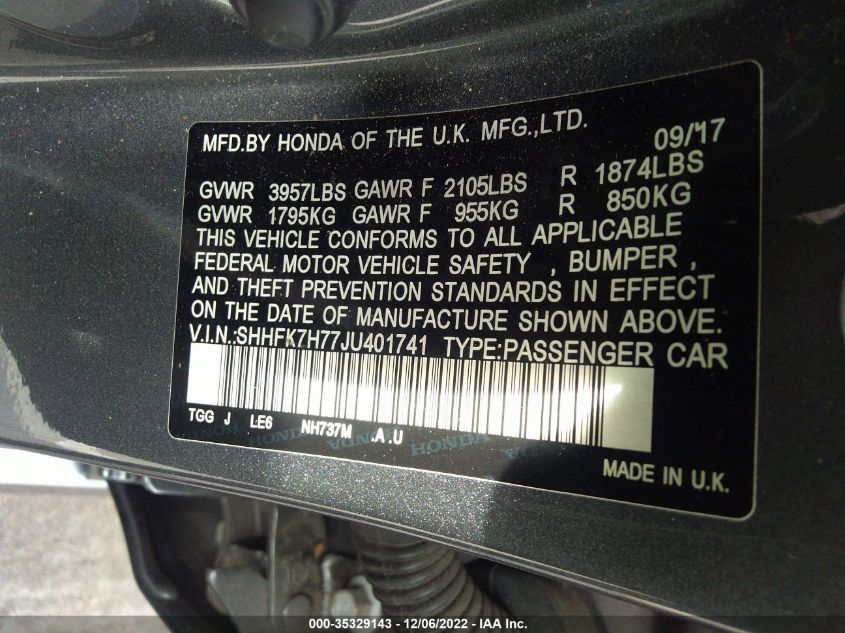 MFD.BY HONDA OF THE U.K. MFG.,LTD. 09/17
GVWR 3957LBS GAWR F 2105LBS R 1874LBS
GVWR 1795KG GAWR F 955KG R 850KG
THIS VEHICLE CONFORMS TO ALL APPLICABLE
FEDERAL MOTOR VEHICLE SAFETY , BUMPER ,
AND THEFT PREVENTION STANDARDS IN EFFECT
ON THE DATE OF MANUFACTURE SHOWN ABOVE.
V.I.N.:SHHFK7H77JU401741 TYPE:PASSENGER CAR
TGG J LE6 NH737M A .U
HONDA HONDA HONDA
MADE IN U.K.
000-35329143 - 12/06/2022 - IAA Inc.